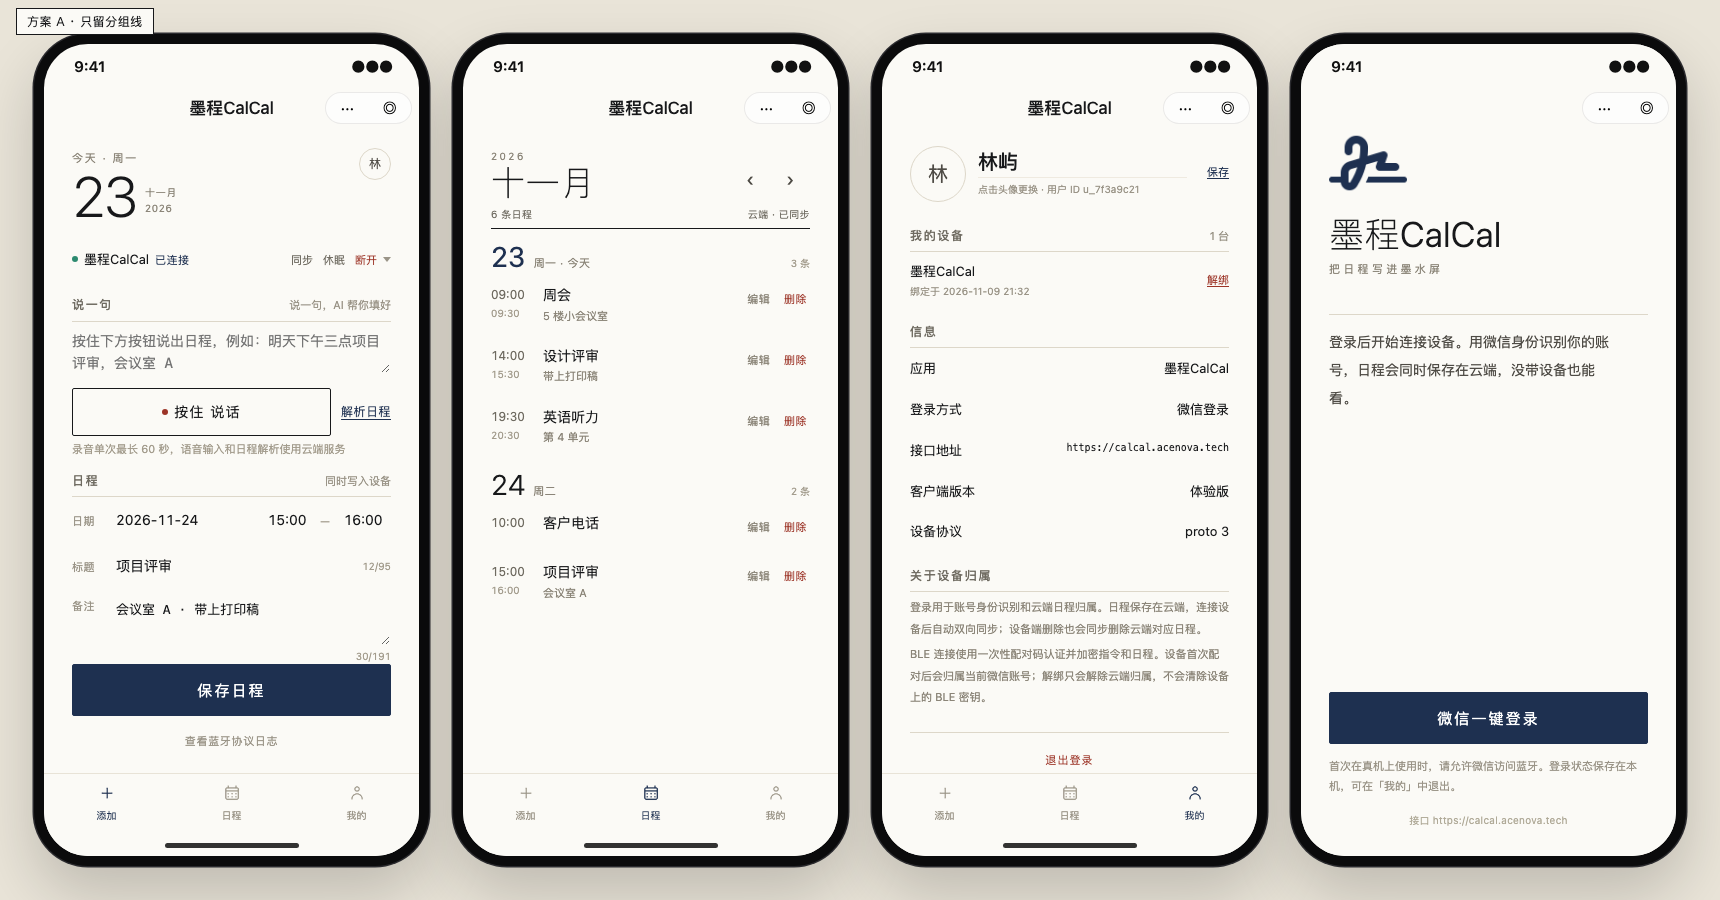 方案 A · 只留分组线
9:41
墨程CalCal
今天 · 周一
林
23
十一月
2026
墨程CalCal 已连接
同步 休眠 断开
说一句
说一句，AI 帮你填好
按住下方按钮说出日程，例如：明天下午三点项目
评审，会议室 A
按住 说话
解析日程
录音单次最长 60 秒，语音输入和日程解析使用云端服务
日程
同时写入设备
日期 2026-11-24 15:00 — 16:00
标题 项目评审 12/95
备注 会议室 A · 带上打印稿
30/191
保存日程
查看蓝牙协议日志
添加 日程 我的
9:41
墨程CalCal
2026
十一月
6 条日程
云端 · 已同步
23 周一 · 今天 3 条
09:00 周会 编辑 删除
09:30 5 楼小会议室
14:00 设计评审 编辑 删除
15:30 带上打印稿
19:30 英语听力 编辑 删除
20:30 第 4 单元
24 周二 2 条
10:00 客户电话 编辑 删除
15:00 项目评审 编辑 删除
16:00 会议室 A
添加 日程 我的
9:41
墨程CalCal
林
林屿
保存
点击头像更换 · 用户 ID u_7f3a9c21
我的设备 1 台
墨程CalCal
绑定于 2026-11-09 21:32
解绑
信息
应用 墨程CalCal
登录方式 微信登录
接口地址 https://calcal.acenova.tech
客户端版本 体验版
设备协议 proto 3
关于设备归属
登录用于账号身份识别和云端日程归属。日程保存在云端，连接设
备后自动双向同步；设备端删除也会同步删除云端对应日程。
BLE 连接使用一次性配对码认证并加密指令和日程。设备首次配
对后会归属当前微信账号；解绑只会解除云端归属，不会清除设备
上的 BLE 密钥。
退出登录
添加 日程 我的
9:41
墨程CalCal
把日程写进墨水屏
登录后开始连接设备。用微信身份识别你的账
号，日程会同时保存在云端，没带设备也能
看。
微信一键登录
首次在真机上使用时，请允许微信访问蓝牙。登录状态保存在本
机，可在「我的」中退出。
接口 https://calcal.acenova.tech